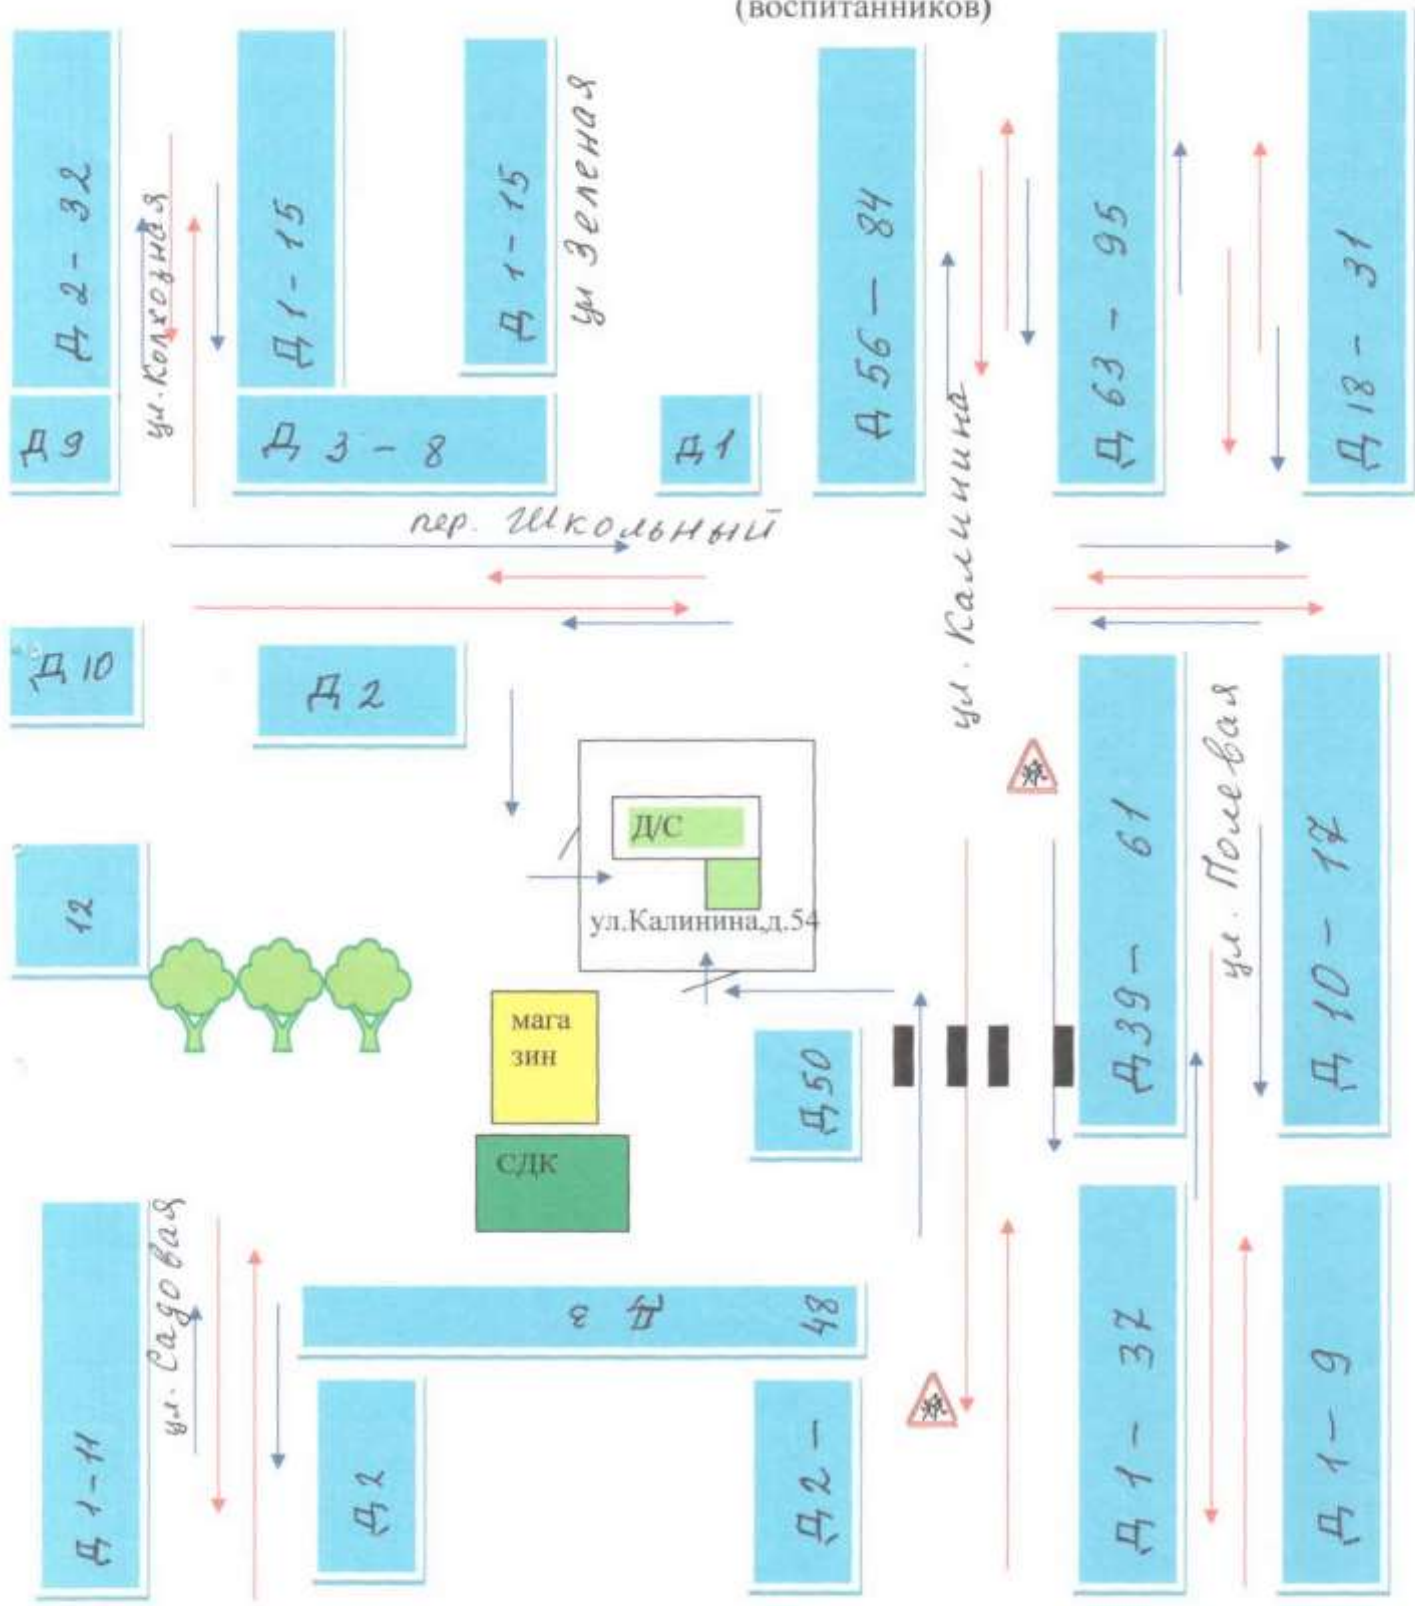 (воспитанников)
Д 2 - 32
ул. Колхозная
Д 1 - 15
Д 1 - 15
ул Зеленая
Д 56 - 84
Д 63 - 95
Д 18 - 31
Д 9
Д 3 - 8
Д 1
пер. Школьный
ул. Калинина
Д 10
Д 2
Д/С
ул.Калинина,д.54
Д 39 - 61
ул. Полевая
Д 10 - 17
12
мага
зин
Д 50
СДК
Д 1 - 11
ул. Садовая
Д 3
48
Д 2
Д 2 -
Д 1 - 37
Д 1 - 9